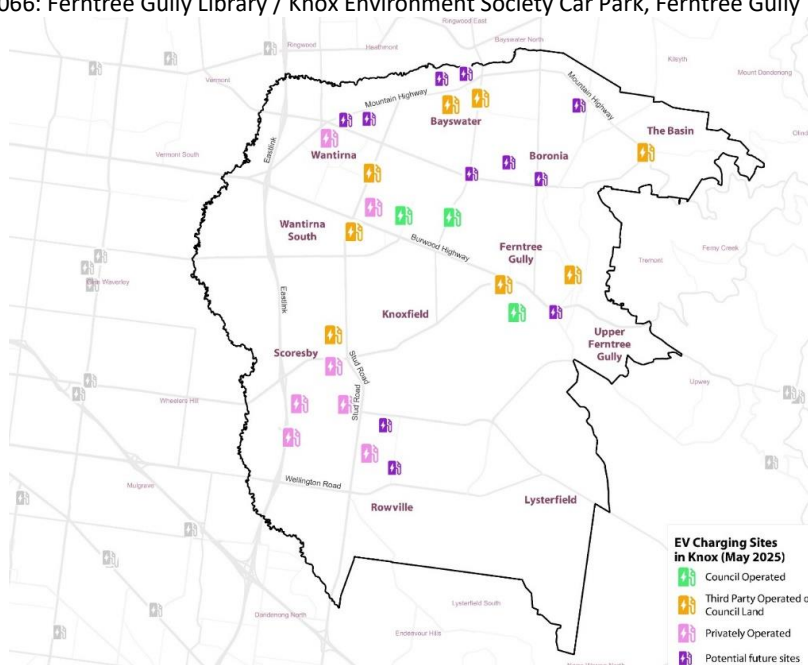 066: Ferntree Gully Library / Knox Environment Society Car Park, Ferntree Gully
Ringwood East
Ringwood
Heathmont
Bayswater North
Kilsyth
Vermont
Mountain Highway
Mountain Highway
Mount Dandenong
Bayswater
The Basin
Eastlink
Wantirna
Boronia
Vermont South
Wantirna
South
Burwood Highway
Ferntree
Gully
Tremont
Ferny Creek
Glen Waverley
Eastlink
Knoxfield
Upper
Ferntree
Gully
Scoresby
Stud Road
Upwey
Wheelers Hill
Stud Road
Wellington Road
Mulgrave
Rowville
Lysterfield
EV Charging Sites
in Knox (May 2025)
Council Operated
Third Party Operated o
Council Land
Privately Operated
Potential future sites
Lysterfield South
Dandenong North
Endeavour Hills